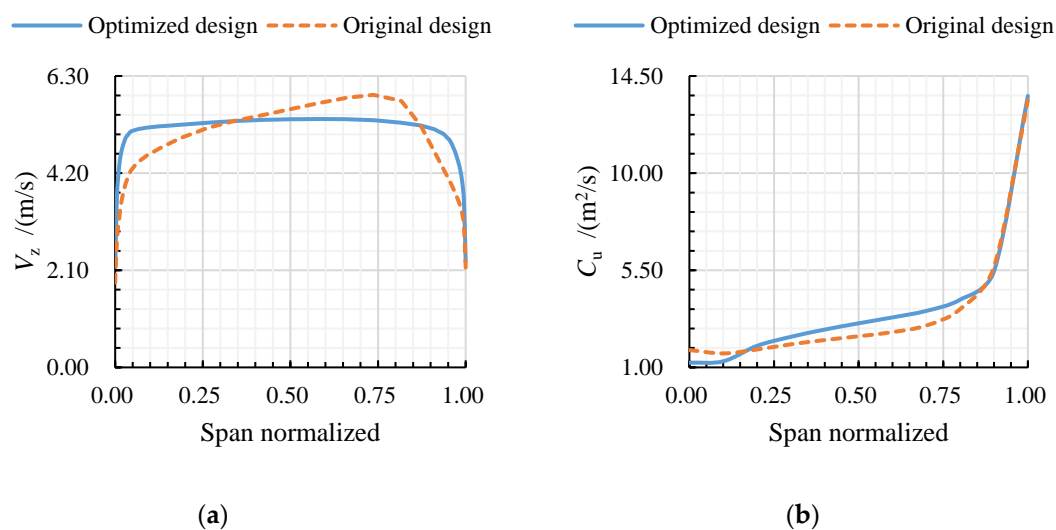 Optimized design Original design
6.30
4.20
2.10
0.00
V_z /(m/s)
0.00 0.25 0.50 0.75 1.00
Span normalized
(a)
Optimized design Original design
14.50
10.00
5.50
1.00
C_u /(m²/s)
0.00 0.25 0.50 0.75 1.00
Span normalized
(b)